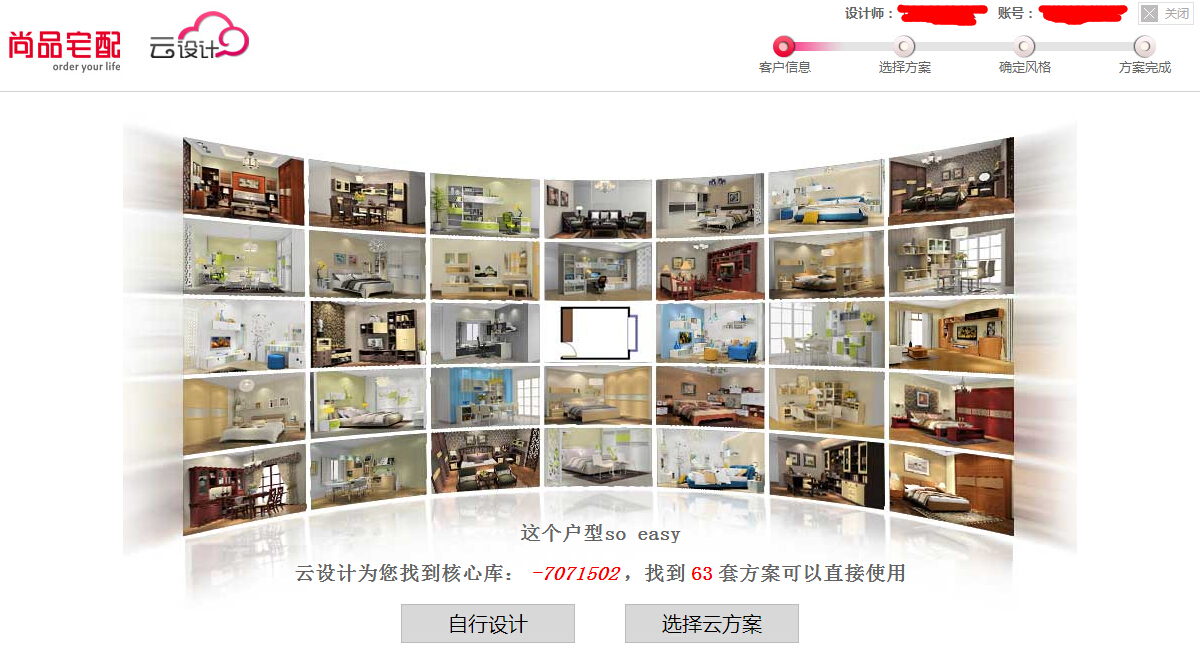 尚品宅配
order your life
云设计
设计师： 账号： 关闭
客户信息 选择方案 确定风格 方案完成
这个户型so easy
云设计为您找到核心库： -7071502，找到 63 套方案可以直接使用
自行设计 选择云方案